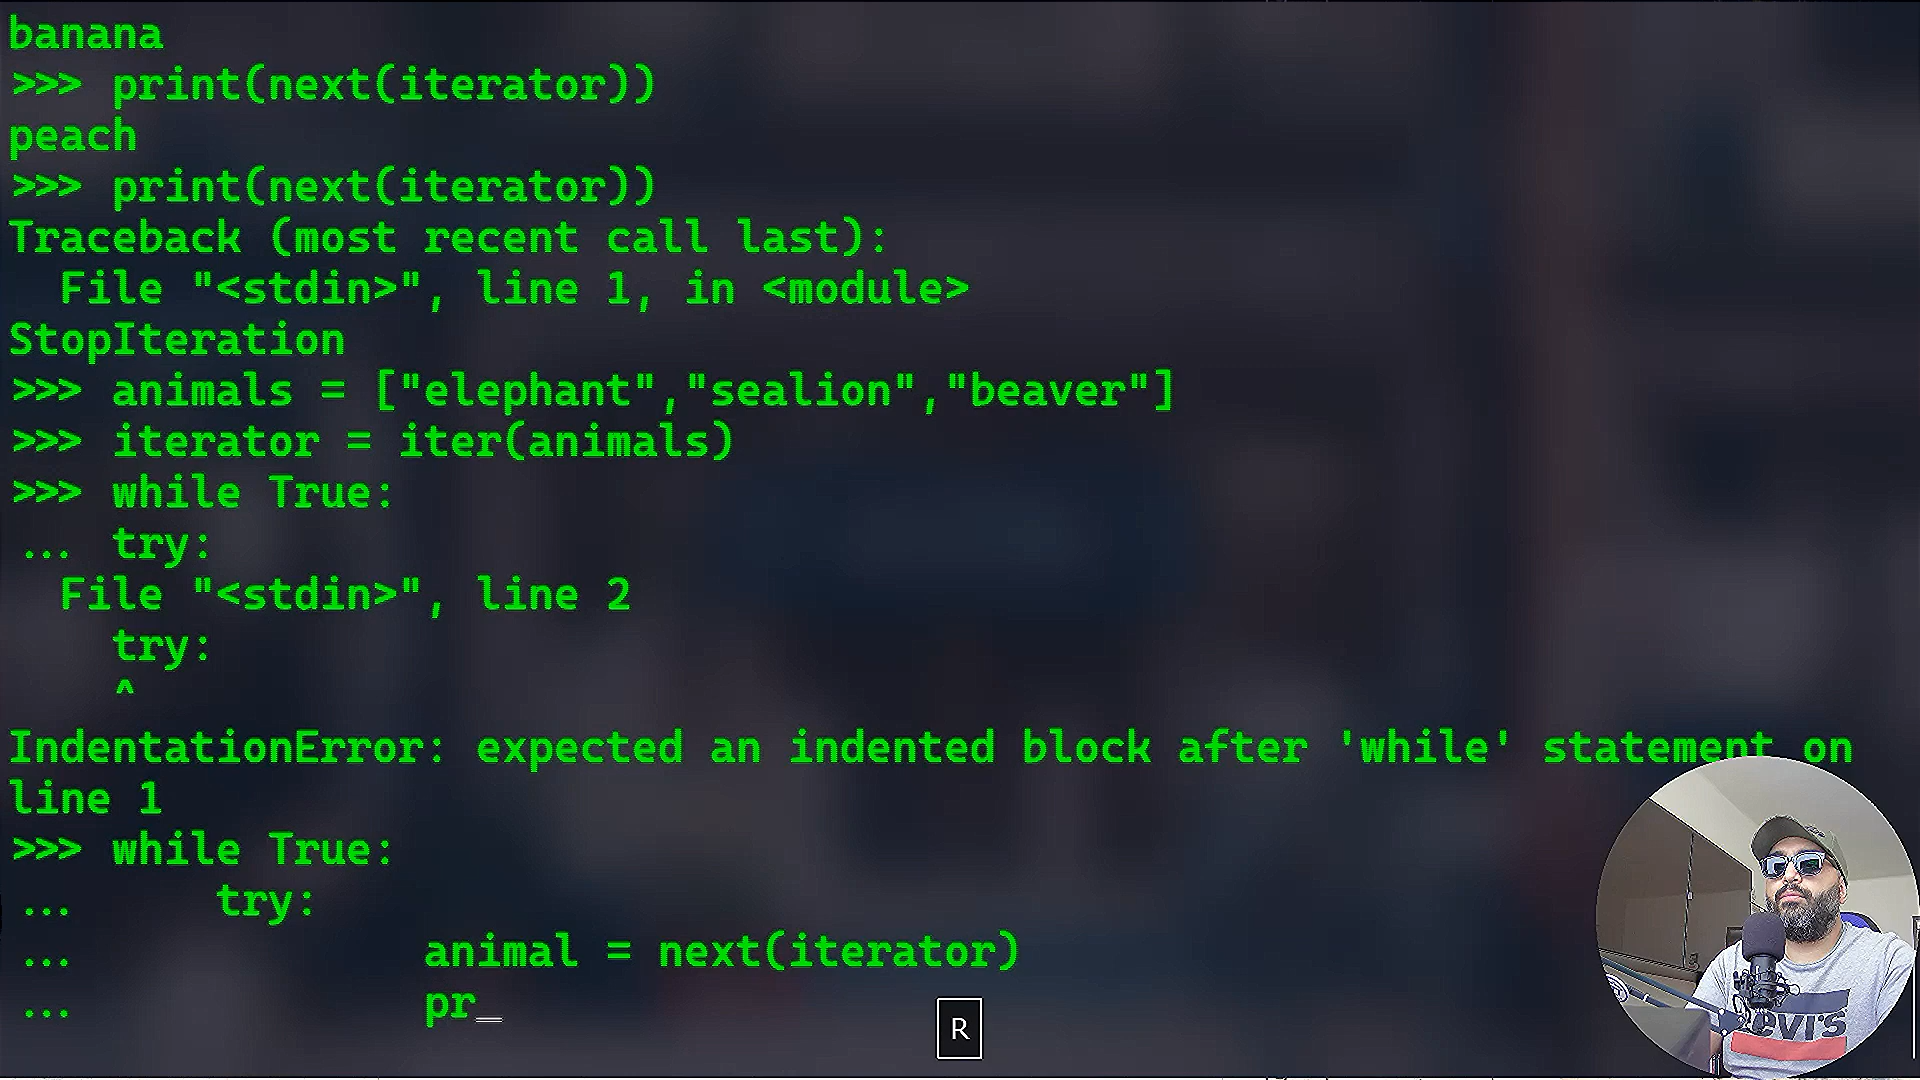 banana
>>> print(next(iterator))
peach
>>> print(next(iterator))
Traceback (most recent call last):
  File "<stdin>", line 1, in <module>
StopIteration
>>> animals = ["elephant","sealion","beaver"]
>>> iterator = iter(animals)
>>> while True:
... try:
  File "<stdin>", line 2
    try:
    ^
IndentationError: expected an indented block after 'while' statement on
line 1
>>> while True:
...     try:
...             animal = next(iterator)
...             pr_
R
Levi's